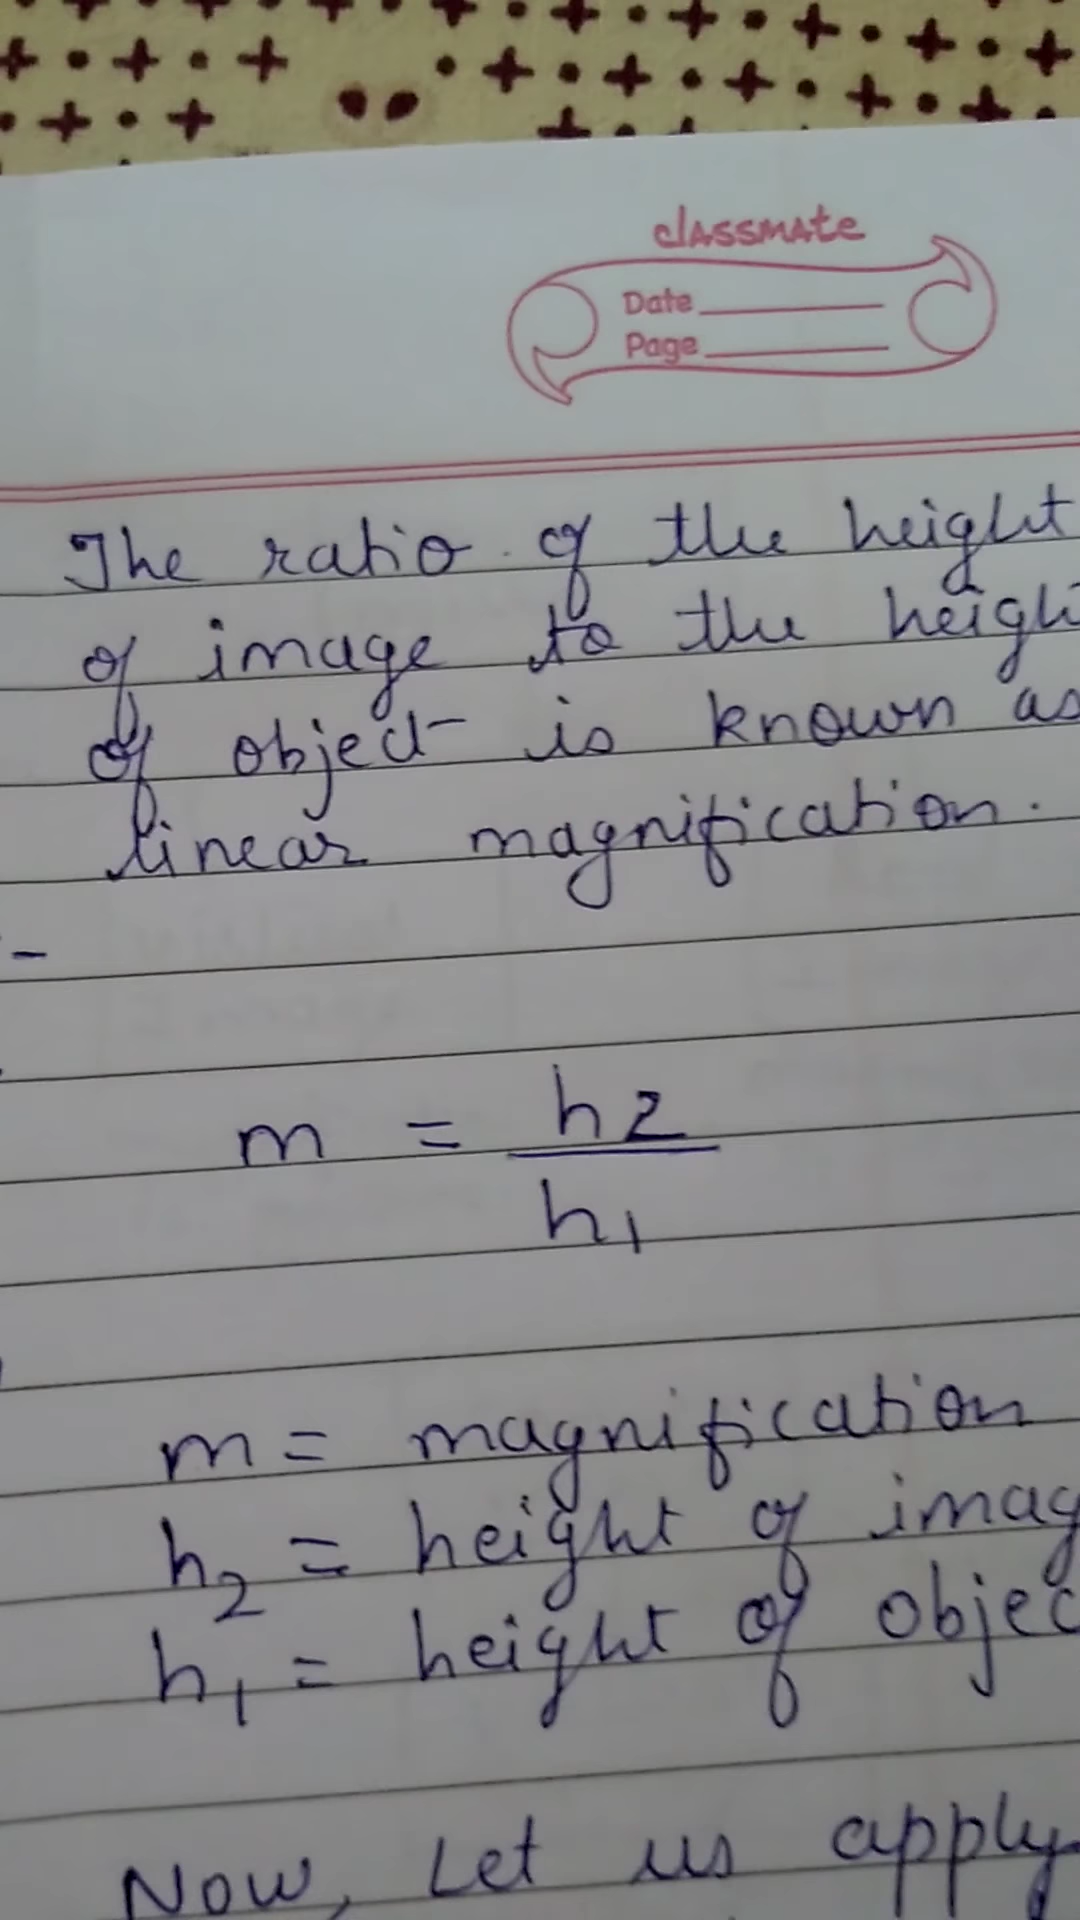 classmate
Date
Page
The ratio of the height
of image to the heigh
of object is known as
linear magnification.
-
m = h2
h1
m = magnification
h2 = height of imag
h1 = height of objec
Now, Let us apply